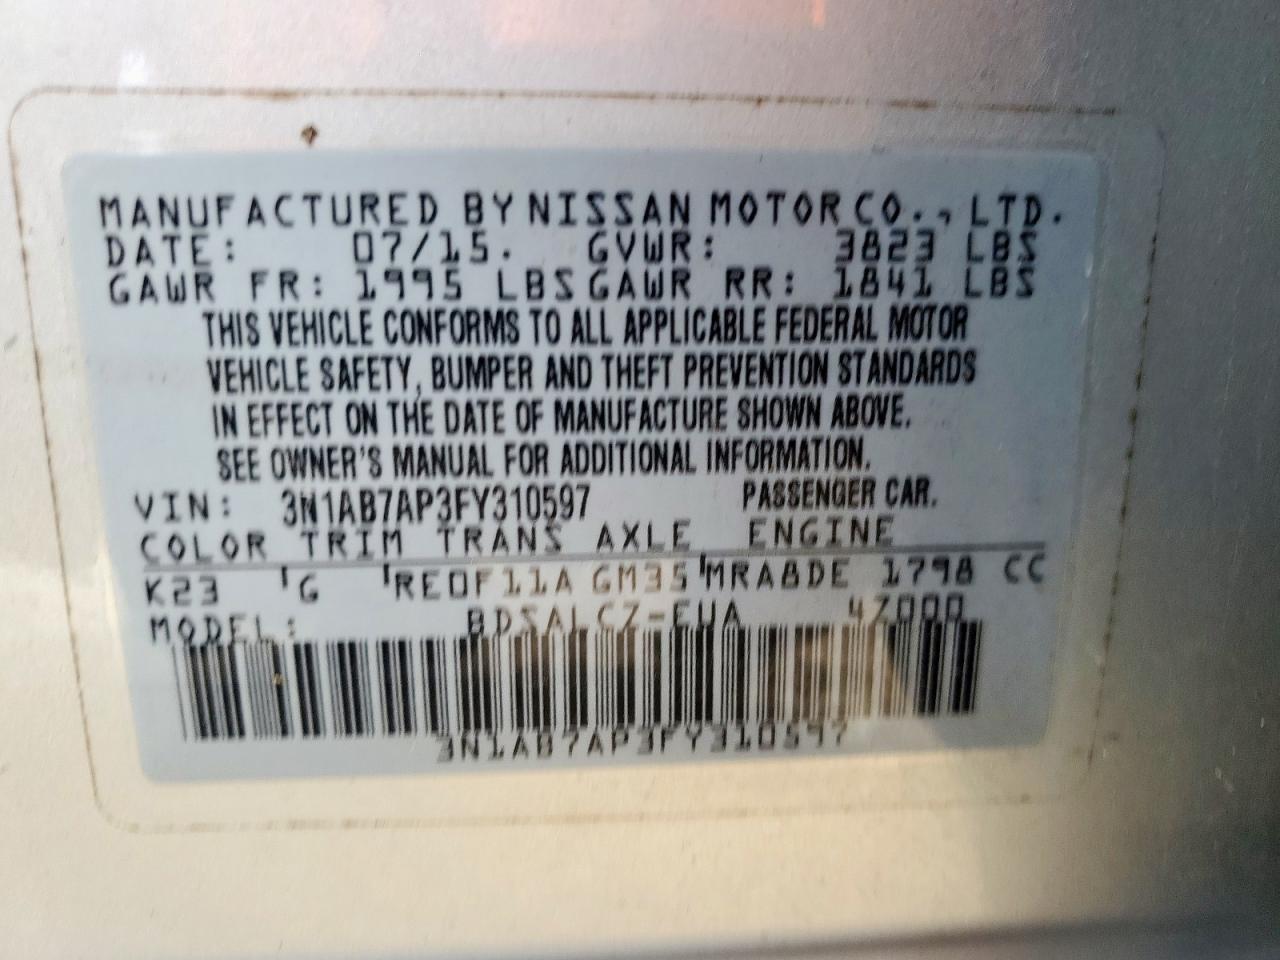 MANUFACTURED BY NISSAN MOTOR CO., LTD.
DATE: 07/15. GVWR: 3823 LBS
GAWR FR: 1995 LBS GAWR RR: 1841 LBS
THIS VEHICLE CONFORMS TO ALL APPLICABLE FEDERAL MOTOR
VEHICLE SAFETY, BUMPER AND THEFT PREVENTION STANDARDS
IN EFFECT ON THE DATE OF MANUFACTURE SHOWN ABOVE.
SEE OWNER'S MANUAL FOR ADDITIONAL INFORMATION.
VIN: 3N1AB7AP3FY310597 PASSENGER CAR.
COLOR TRIM TRANS AXLE ENGINE
K23 G RE0F11A GM35 MRA8DE 1798 CC
MODEL: BDSALCZ-EUA 4Z000
3N1AB7AP3FY310597